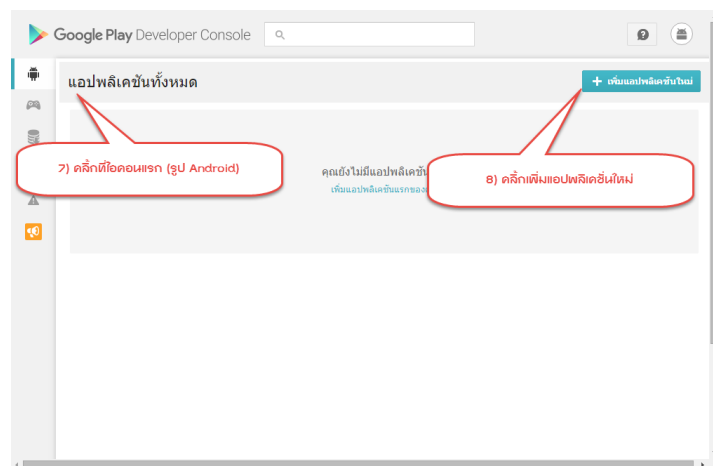 Google Play Developer Console
แอปพลิเคชันทั้งหมด
+ เพิ่มแอปพลิเคชันใหม่
7) คลิ้กที่ไอคอนแรก (รูป Android)
คุณยังไม่มีแอปพลิเคชัน
เพิ่มแอปพลิเคชันแรกของ
8) คลิ้กเพิ่มแอปพลิเคชั่นใหม่